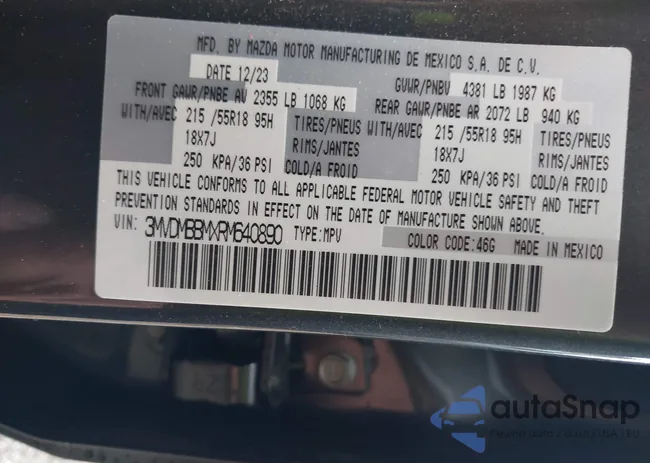 MFD. BY MAZDA MOTOR MANUFACTURING DE MEXICO S.A. DE C.V.
DATE 12/23 GVWR/PNBV 4381 LB 1987 KG
FRONT GAWR/PNBE AV 2355 LB 1068 KG REAR GAWR/PNBE AR 2072 LB 940 KG
WITH/AVEC 215 /55R18 95H TIRES/PNEUS WITH/AVEC 215 /55R18 95H TIRES/PNEUS
18X7J RIMS/JANTES 18X7J RIMS/JANTES
250 KPA/36 PSI COLD/A FROID 250 KPA/36 PSI COLD/A FROID
THIS VEHICLE CONFORMS TO ALL APPLICABLE FEDERAL MOTOR VEHICLE SAFETY AND THEFT
PREVENTION STANDARDS IN EFFECT ON THE DATE OF MANUFACTURE SHOWN ABOVE.
VIN: 3MVDMBBMXRM640890 TYPE:MPV COLOR CODE:46G MADE IN MEXICO
autaSnap